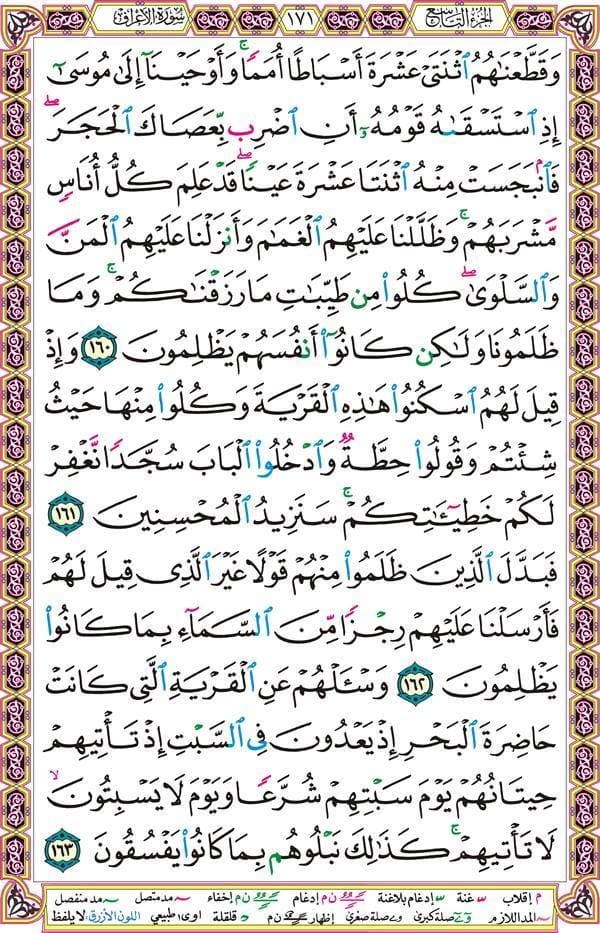 الجزء التاسع ١٧١ سورة الأعراف
وَقَطَّعْنَٰهُمُ ٱثْنَتَىْ عَشْرَةَ أَسْبَاطًا أُمَمًا ۚ وَأَوْحَيْنَآ إِلَىٰ مُوسَىٰٓ
إِذِ ٱسْتَسْقَىٰهُ قَوْمُهُۥٓ أَنِ ٱضْرِب بِّعَصَاكَ ٱلْحَجَرَ ۖ
فَٱنۢبَجَسَتْ مِنْهُ ٱثْنَتَا عَشْرَةَ عَيْنًا ۖ قَدْ عَلِمَ كُلُّ أُنَاسٍ
مَّشْرَبَهُمْ ۚ وَظَلَّلْنَا عَلَيْهِمُ ٱلْغَمَٰمَ وَأَنزَلْنَا عَلَيْهِمُ ٱلْمَنَّ
وَٱلسَّلْوَىٰ ۖ كُلُوا۟ مِن طَيِّبَٰتِ مَا رَزَقْنَٰكُمْ ۚ وَمَا
ظَلَمُونَا وَلَٰكِن كَانُوٓا۟ أَنفُسَهُمْ يَظْلِمُونَ ١٦٠ وَإِذْ
قِيلَ لَهُمُ ٱسْكُنُوا۟ هَٰذِهِ ٱلْقَرْيَةَ وَكُلُوا۟ مِنْهَا حَيْثُ
شِئْتُمْ وَقُولُوا۟ حِطَّةٌ وَٱدْخُلُوا۟ ٱلْبَابَ سُجَّدًا نَّغْفِرْ
لَكُمْ خَطِيٓـَٰٔتِكُمْ ۚ سَنَزِيدُ ٱلْمُحْسِنِينَ ١٦١
فَبَدَّلَ ٱلَّذِينَ ظَلَمُوا۟ مِنْهُمْ قَوْلًا غَيْرَ ٱلَّذِى قِيلَ لَهُمْ
فَأَرْسَلْنَا عَلَيْهِمْ رِجْزًا مِّنَ ٱلسَّمَآءِ بِمَا كَانُوا۟
يَظْلِمُونَ ١٦٢ وَسْـَٔلْهُمْ عَنِ ٱلْقَرْيَةِ ٱلَّتِى كَانَتْ
حَاضِرَةَ ٱلْبَحْرِ إِذْ يَعْدُونَ فِى ٱلسَّبْتِ إِذْ تَأْتِيهِمْ
حِيتَانُهُمْ يَوْمَ سَبْتِهِمْ شُرَّعًا وَيَوْمَ لَا يَسْبِتُونَ ۙ
لَا تَأْتِيهِمْ ۚ كَذَٰلِكَ نَبْلُوهُم بِمَا كَانُوا۟ يَفْسُقُونَ ١٦٣
م إقلاب غنة إدغام بلاغنة ن م إدغام ن م إخفاء مد متصل مد منفصل
المد اللازم صلة كبرى صلة صغرى إظهار ن م قلقلة اوى طبيعي اللون الأزرق: لا يلفظ